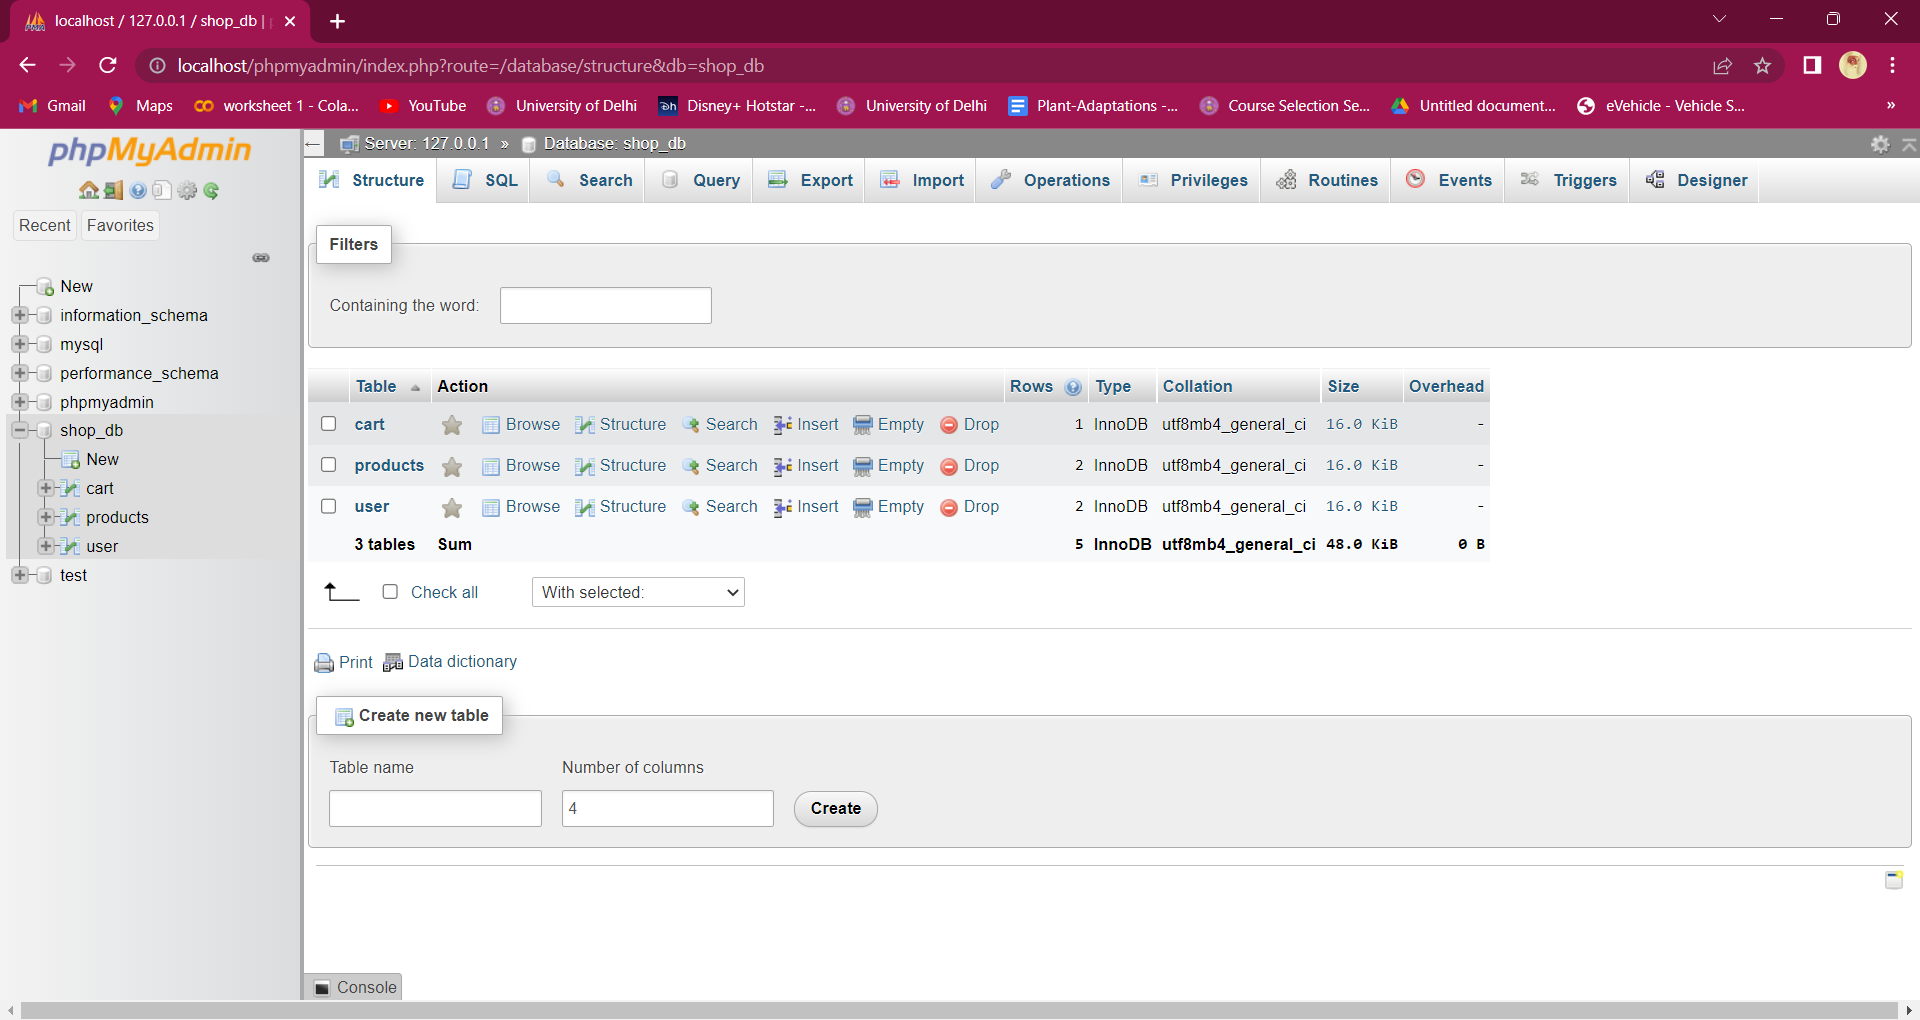 localhost / 127.0.0.1 / shop_db |
localhost/phpmyadmin/index.php?route=/database/structure&db=shop_db
Gmail Maps worksheet 1 - Cola... YouTube University of Delhi Disney+ Hotstar -... University of Delhi Plant-Adaptations -... Course Selection Se... Untitled document... eVehicle - Vehicle S... »
phpMyAdmin
Recent Favorites
New
information_schema
mysql
performance_schema
phpmyadmin
shop_db
New
cart
products
user
test
Server: 127.0.0.1 » Database: shop_db
Structure SQL Search Query Export Import Operations Privileges Routines Events Triggers Designer
Filters
Containing the word:
Table Action Rows Type Collation Size Overhead
cart Browse Structure Search Insert Empty Drop 1 InnoDB utf8mb4_general_ci 16.0 KiB -
products Browse Structure Search Insert Empty Drop 2 InnoDB utf8mb4_general_ci 16.0 KiB -
user Browse Structure Search Insert Empty Drop 2 InnoDB utf8mb4_general_ci 16.0 KiB -
3 tables Sum 5 InnoDB utf8mb4_general_ci 48.0 KiB 0 B
Check all With selected:
Print Data dictionary
Create new table
Table name Number of columns
4 Create
Console